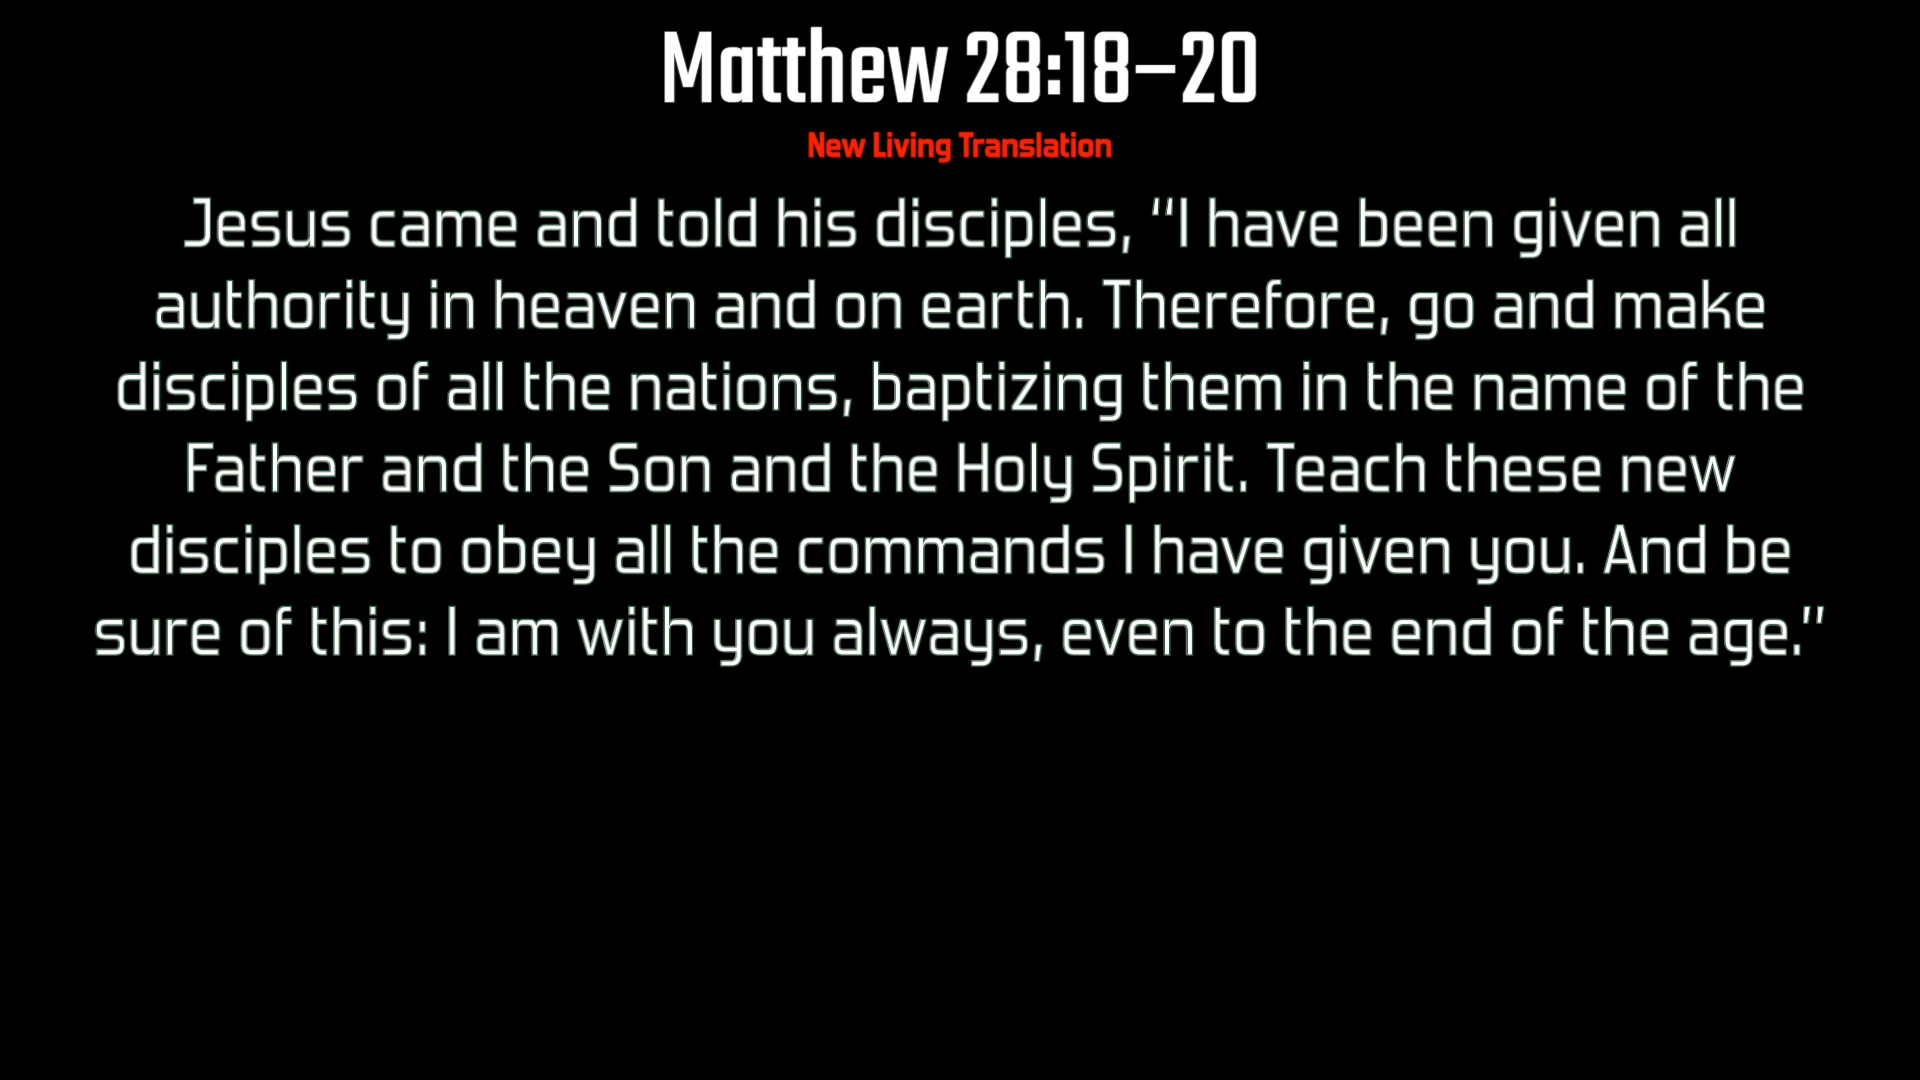 Matthew 28:18–20
New Living Translation
Jesus came and told his disciples, “I have been given all
authority in heaven and on earth. Therefore, go and make
disciples of all the nations, baptizing them in the name of the
Father and the Son and the Holy Spirit. Teach these new
disciples to obey all the commands I have given you. And be
sure of this: I am with you always, even to the end of the age.”